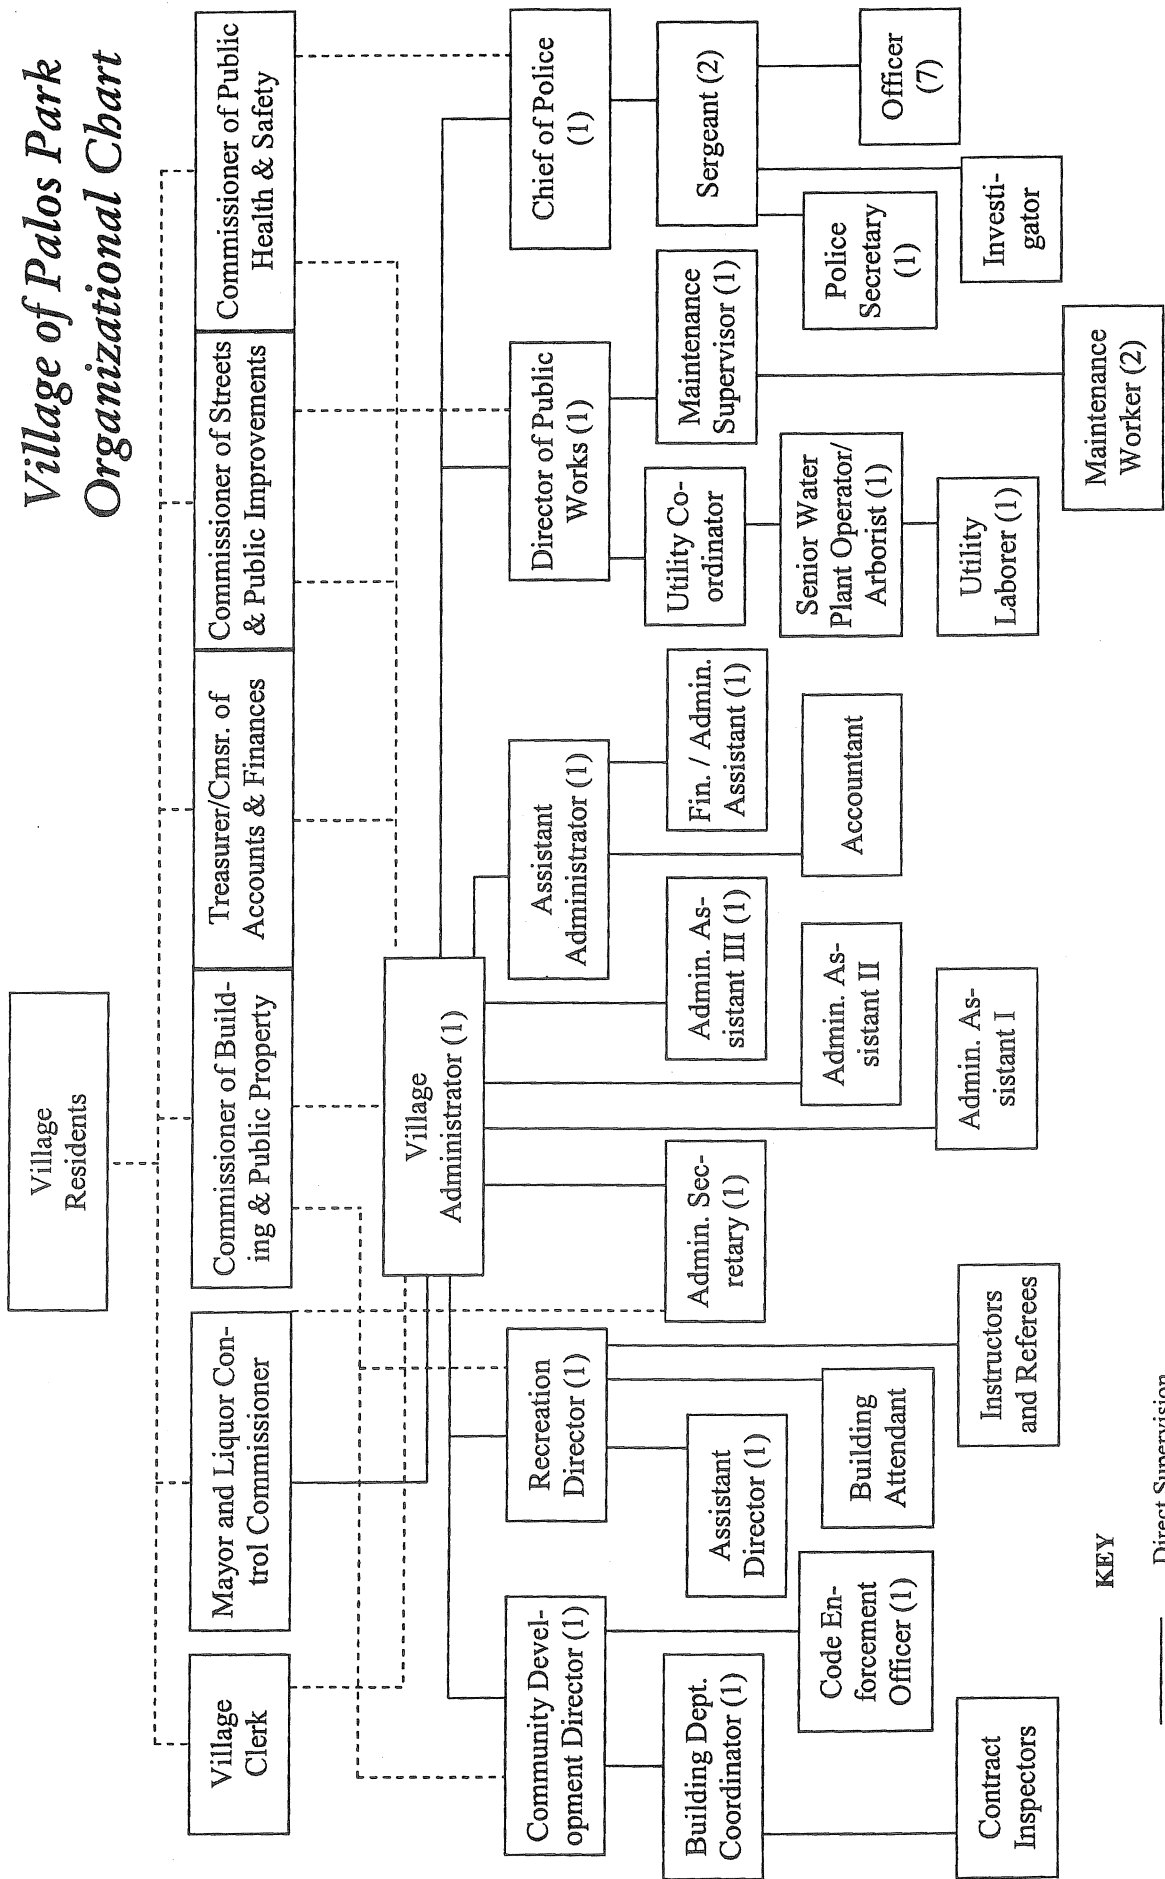 Village of Palos Park
Organizational Chart
Village
Residents
Village
Clerk
Mayor and Liquor Con-
trol Commissioner
Commissioner of Build-
ing & Public Property
Treasurer/Cmsr. of
Accounts & Finances
Commissioner of Streets
& Public Improvements
Commissioner of Public
Health & Safety
Village
Administrator (1)
Community Devel-
opment Director (1)
Recreation
Director (1)
Assistant
Administrator (1)
Director of Public
Works (1)
Chief of Police
(1)
Building Dept.
Coordinator (1)
Assistant
Director (1)
Admin. Sec-
retary (1)
Admin. As-
sistant III (1)
Fin. / Admin.
Assistant (1)
Utility Co-
ordinator
Maintenance
Supervisor (1)
Sergeant (2)
Code En-
forcement
Officer (1)
Building
Attendant
Admin. As-
sistant II
Accountant
Senior Water
Plant Operator/
Arborist (1)
Police
Secretary
(1)
Officer
(7)
Contract
Inspectors
Instructors
and Referees
Admin. As-
sistant I
Utility
Laborer (1)
Investi-
gator
Maintenance
Worker (2)
KEY
Direct Supervision